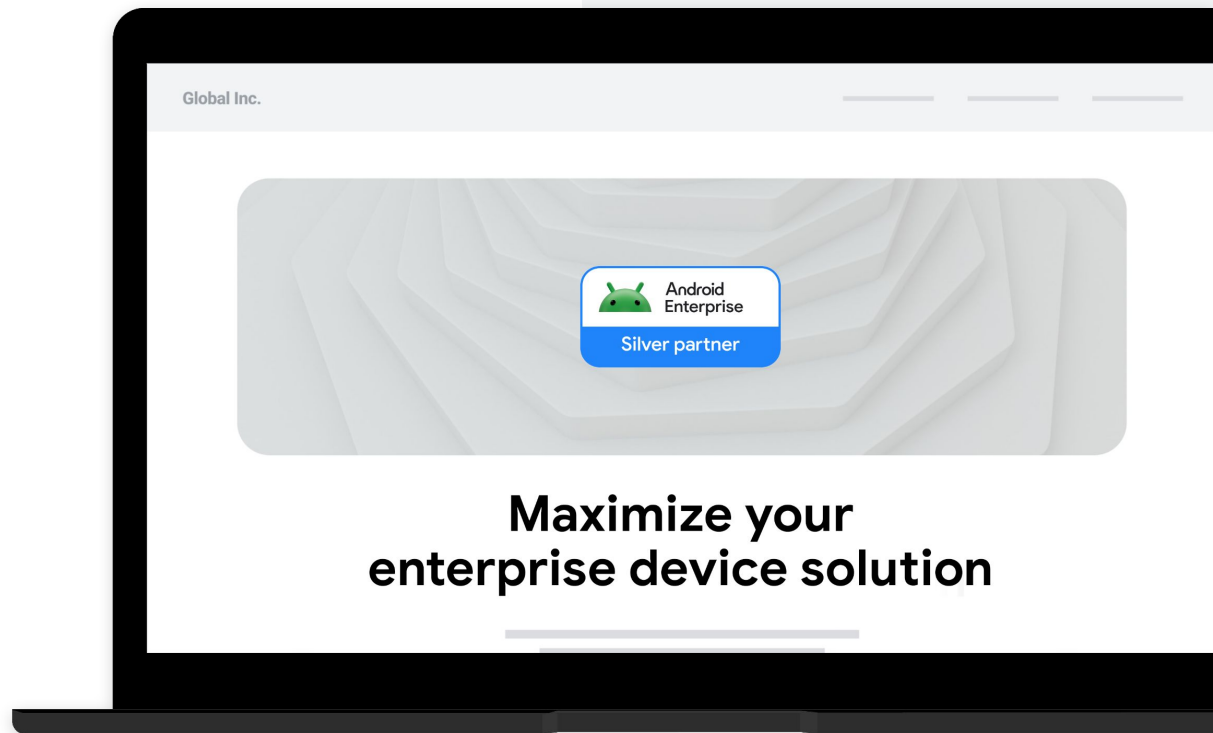 Global Inc.
Android
Enterprise
Silver partner
Maximize your
enterprise device solution